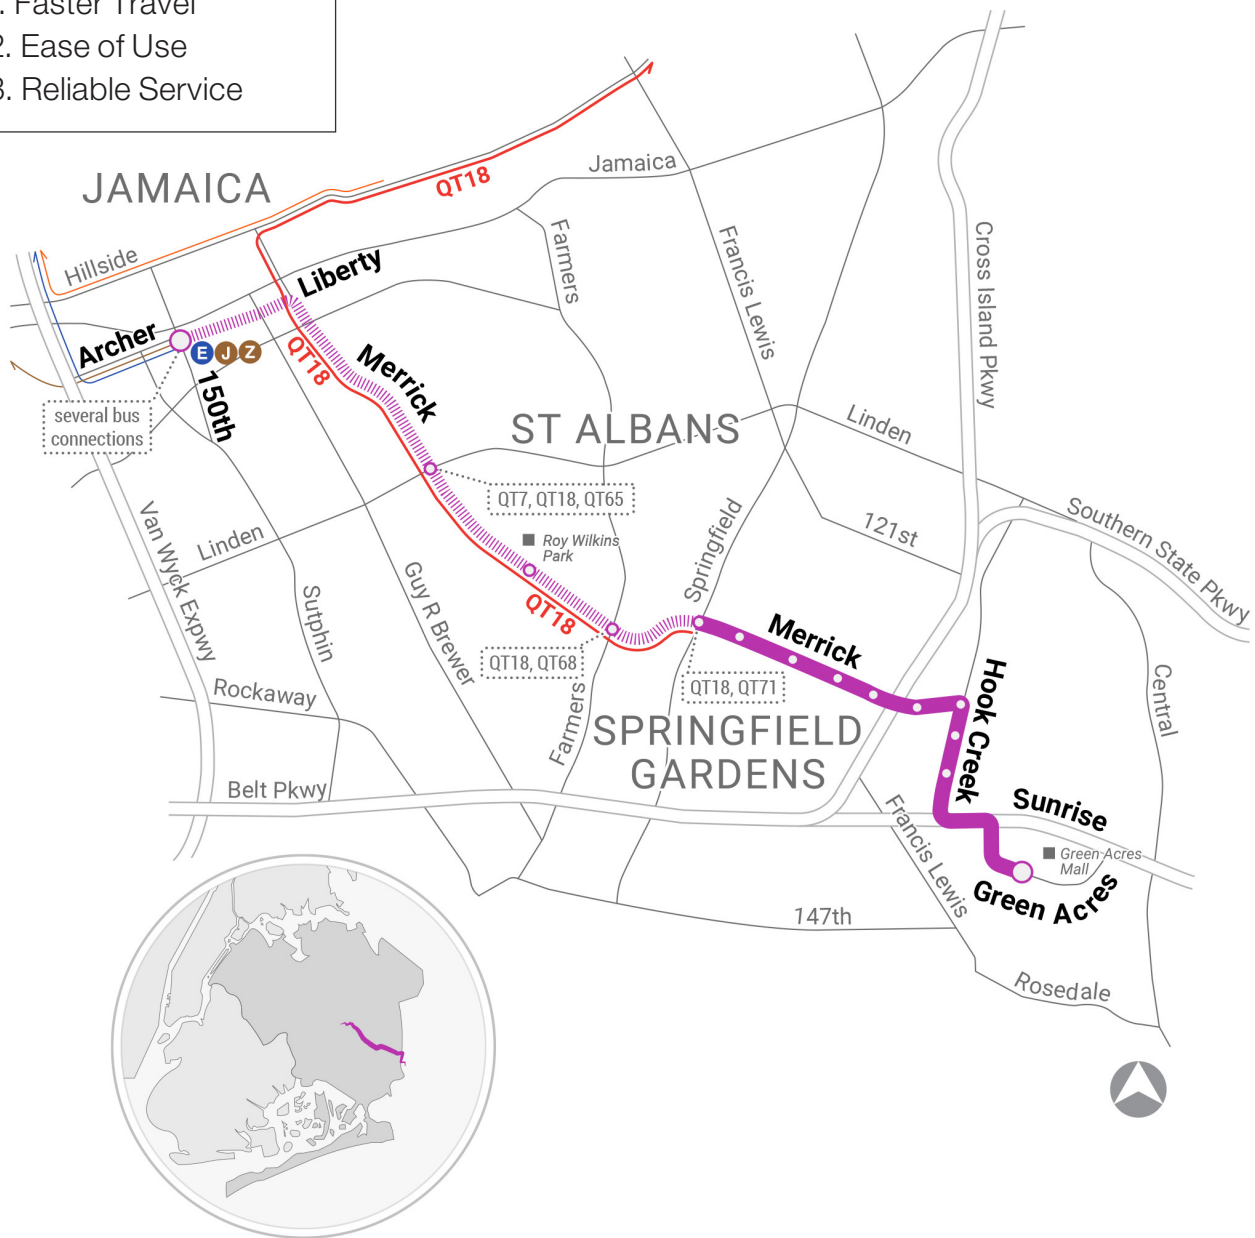 1. Faster Travel
2. Ease of Use
3. Reliable Service
JAMAICA
QT18
Jamaica
Hillside
Liberty
Farmers
Francis Lewis
Cross Island Pkwy
Archer
E J Z
QT18
Merrick
150th
several bus
connections
ST ALBANS
Linden
QT7, QT18, QT65
Roy Wilkins
Park
121st
Southern State Pkwy
Van Wyck Expwy
Linden
Springfield
Sutphin
Guy R Brewer
QT18
QT18, QT68
Merrick
QT18, QT71
Hook Creek
Central
Rockaway
Farmers
SPRINGFIELD
GARDENS
Belt Pkwy
Sunrise
Francis Lewis
Green Acres
Mall
Green Acres
147th
Rosedale